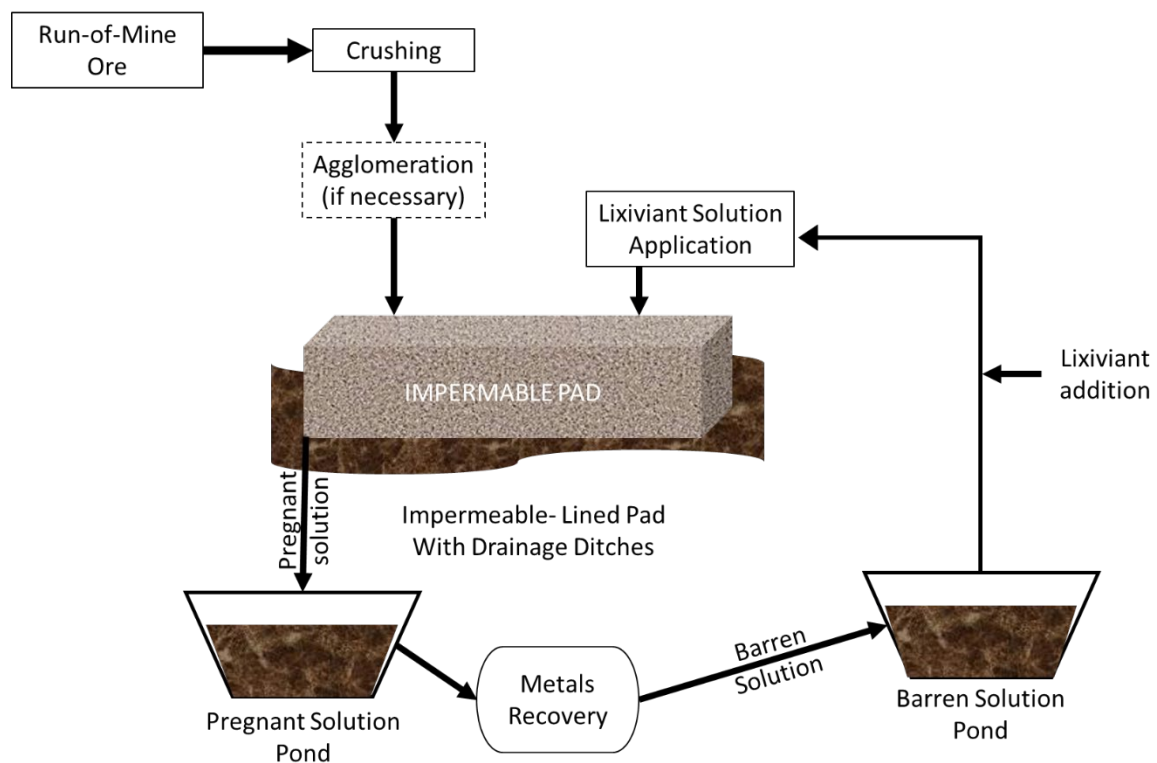 Run-of-Mine
Ore
Crushing
Agglomeration
(if necessary)
Lixiviant Solution
Application
Lixiviant
addition
IMPERMABLE PAD
Pregnant
solution
Impermeable- Lined Pad
With Drainage Ditches
Barren
Solution
Metals
Recovery
Pregnant Solution
Pond
Barren Solution
Pond